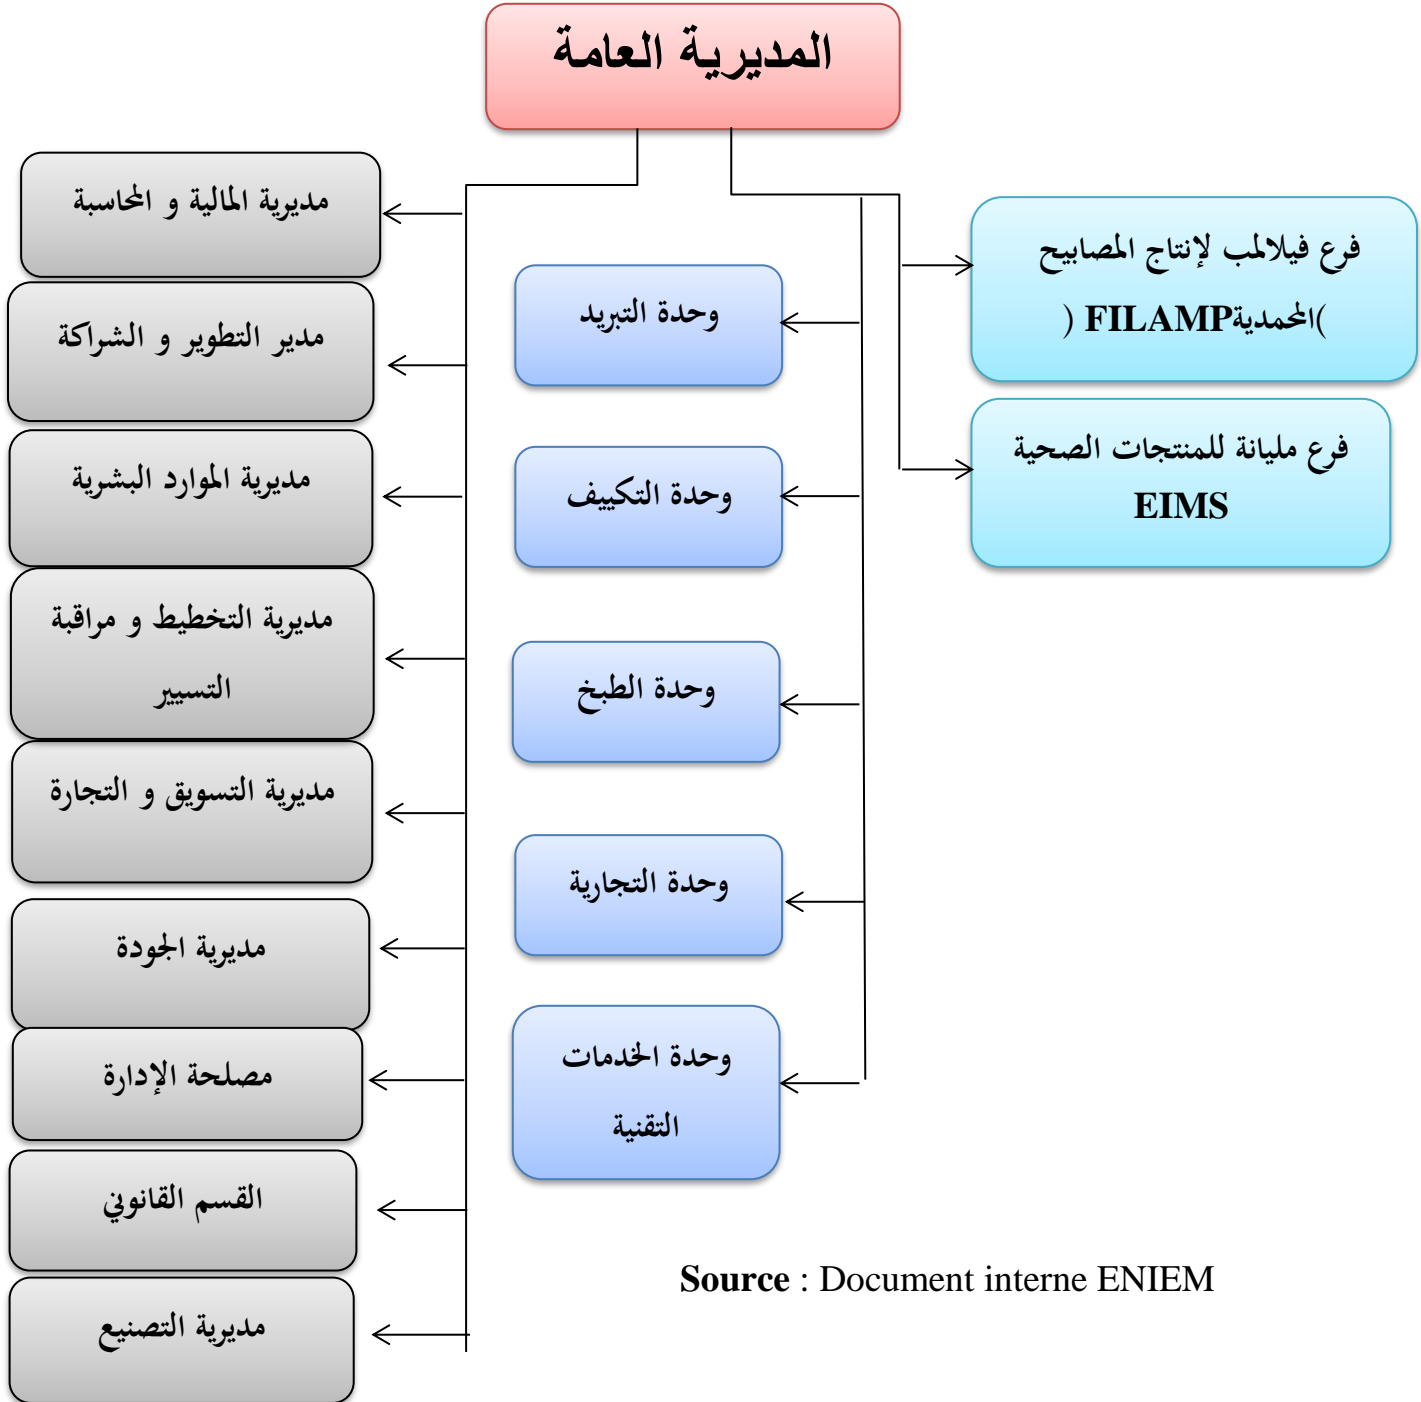 المديرية العامة
فرع فيلالمب لإنتاج المصابيح
)المحمديةFILAMP (
فرع مليانة للمنتجات الصحية
EIMS
وحدة التبريد
وحدة التكييف
وحدة الطبخ
وحدة التجارية
وحدة الخدمات
التقنية
مديرية المالية و المحاسبة
مدير التطوير و الشراكة
مديرية الموارد البشرية
مديرية التخطيط و مراقبة
التسيير
مديرية التسويق و التجارة
مديرية الجودة
مصلحة الإدارة
القسم القانوني
مديرية التصنيع
Source : Document interne ENIEM